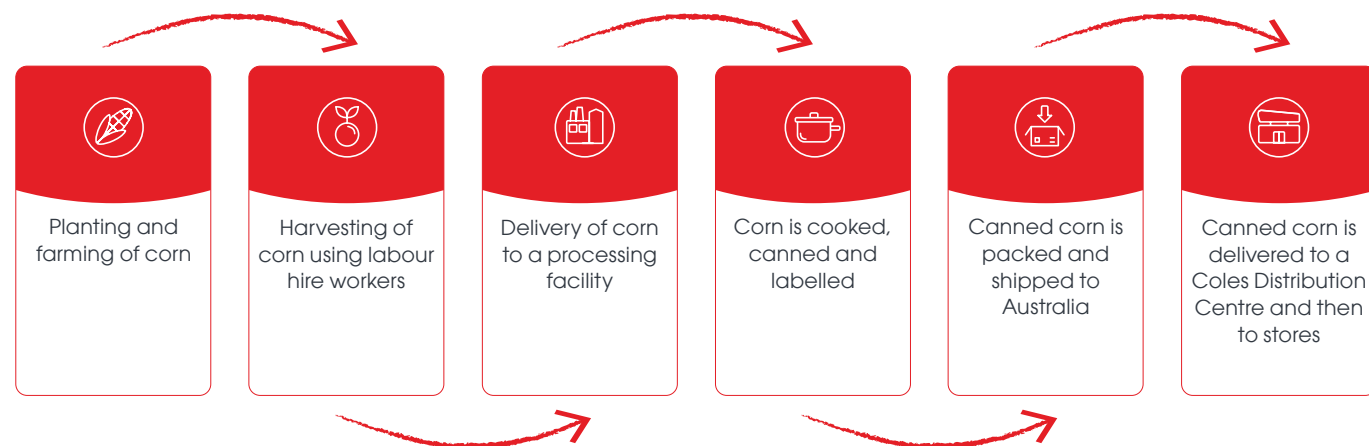 Planting and
farming of corn
Harvesting of
corn using labour
hire workers
Delivery of corn
to a processing
facility
Corn is cooked,
canned and
labelled
Canned corn is
packed and
shipped to
Australia
Canned corn is
delivered to a
Coles Distribution
Centre and then
to stores